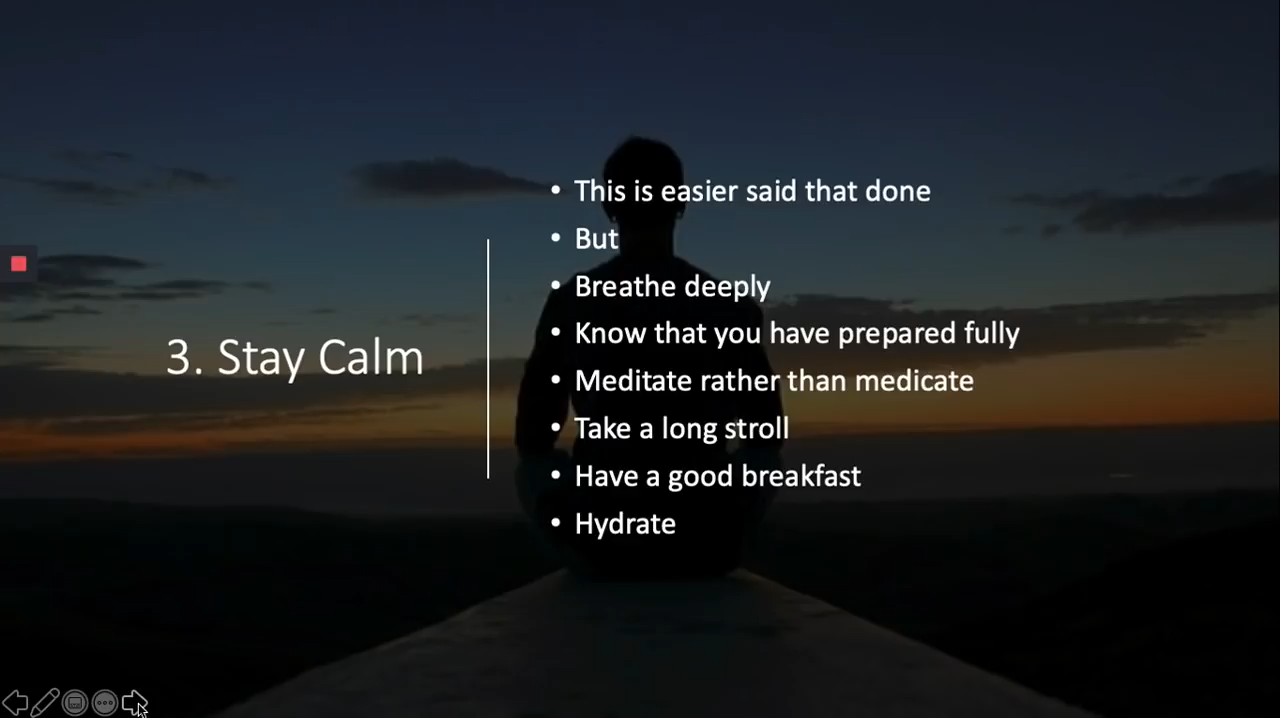 3. Stay Calm
• This is easier said that done
• But
• Breathe deeply
• Know that you have prepared fully
• Meditate rather than medicate
• Take a long stroll
• Have a good breakfast
• Hydrate